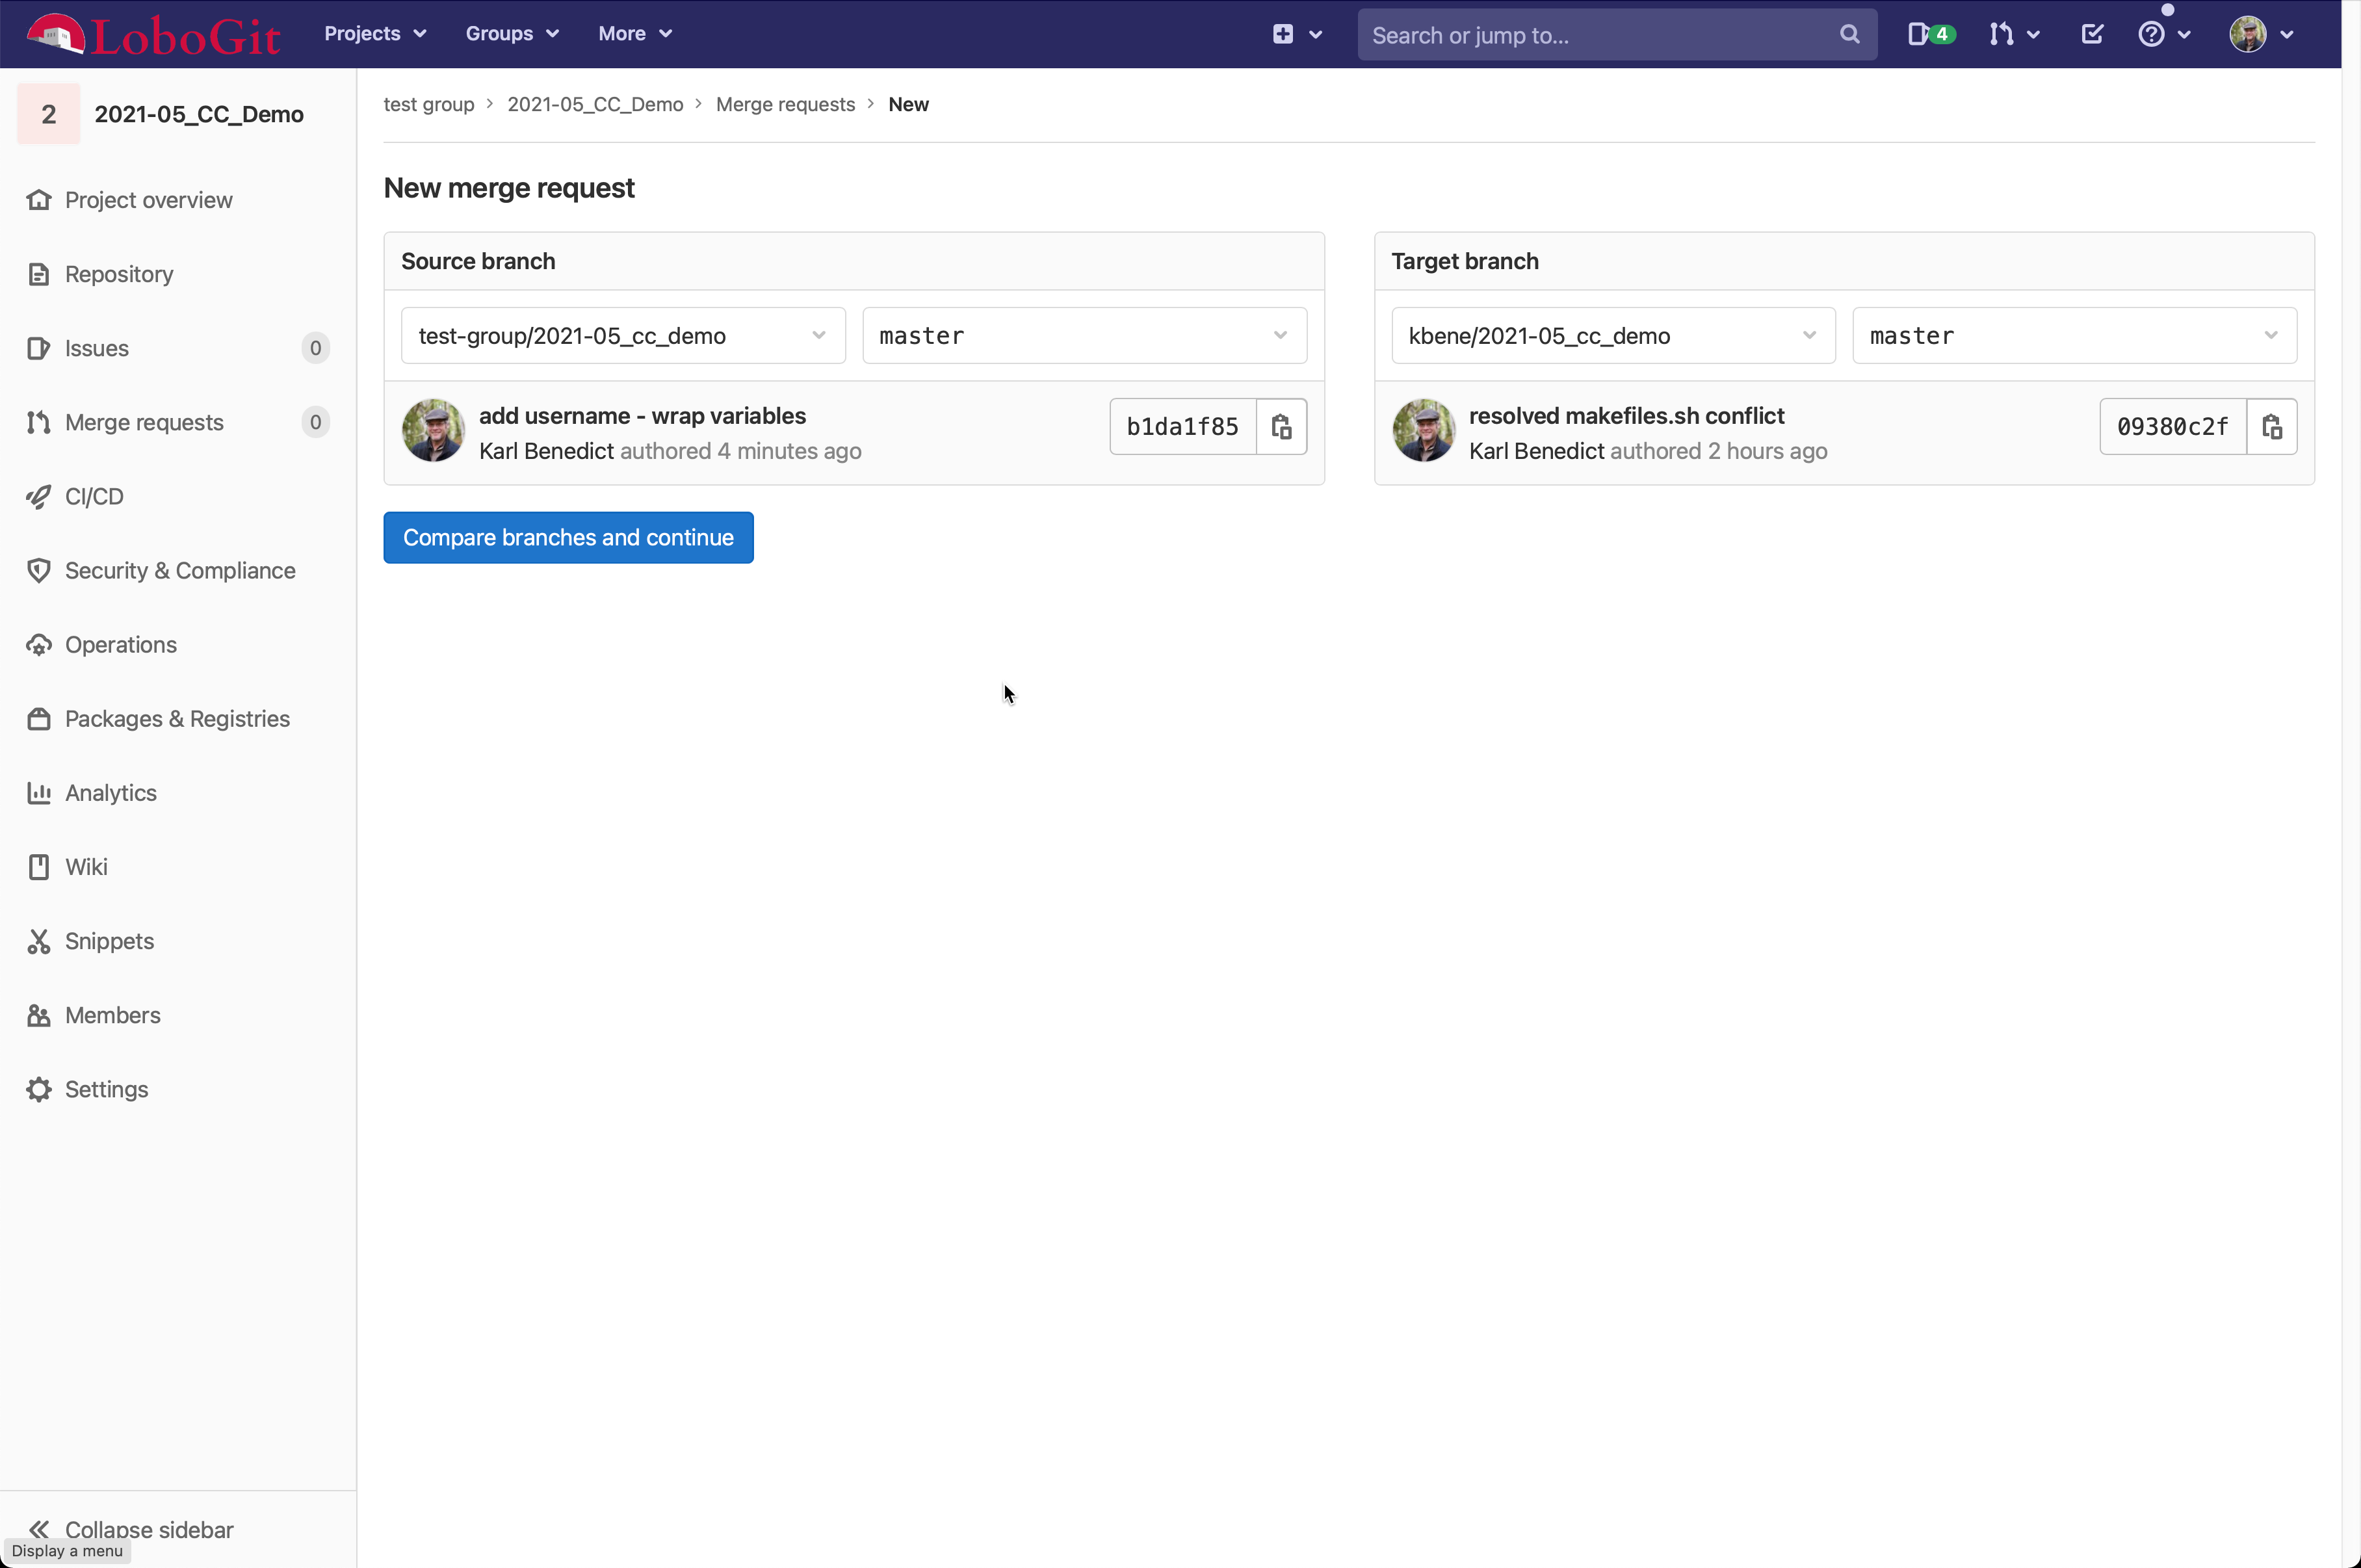 LoboGit
Projects
Groups
More
Search or jump to...
4
2
2021-05_CC_Demo
Project overview
Repository
Issues
0
Merge requests
0
CI/CD
Security & Compliance
Operations
Packages & Registries
Analytics
Wiki
Snippets
Members
Settings
Collapse sidebar
Display a menu
test group > 2021-05_CC_Demo > Merge requests > New
New merge request
Source branch
test-group/2021-05_cc_demo
master
add username - wrap variables
Karl Benedict authored 4 minutes ago
b1da1f85
Target branch
kbene/2021-05_cc_demo
master
resolved makefiles.sh conflict
Karl Benedict authored 2 hours ago
09380c2f
Compare branches and continue